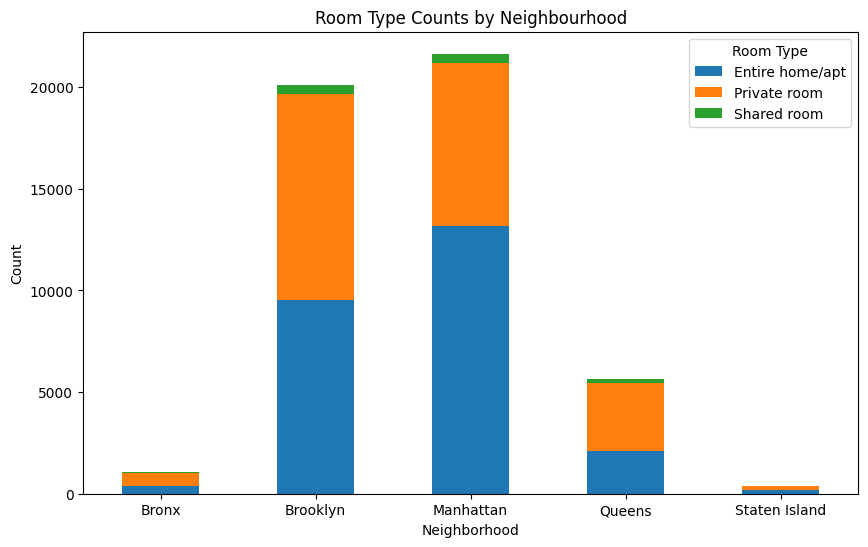 Room Type Counts by Neighbourhood
Room Type
Entire home/apt
Private room
Shared room
Count
20000
15000
10000
5000
0
Bronx
Brooklyn
Manhattan
Queens
Staten Island
Neighborhood